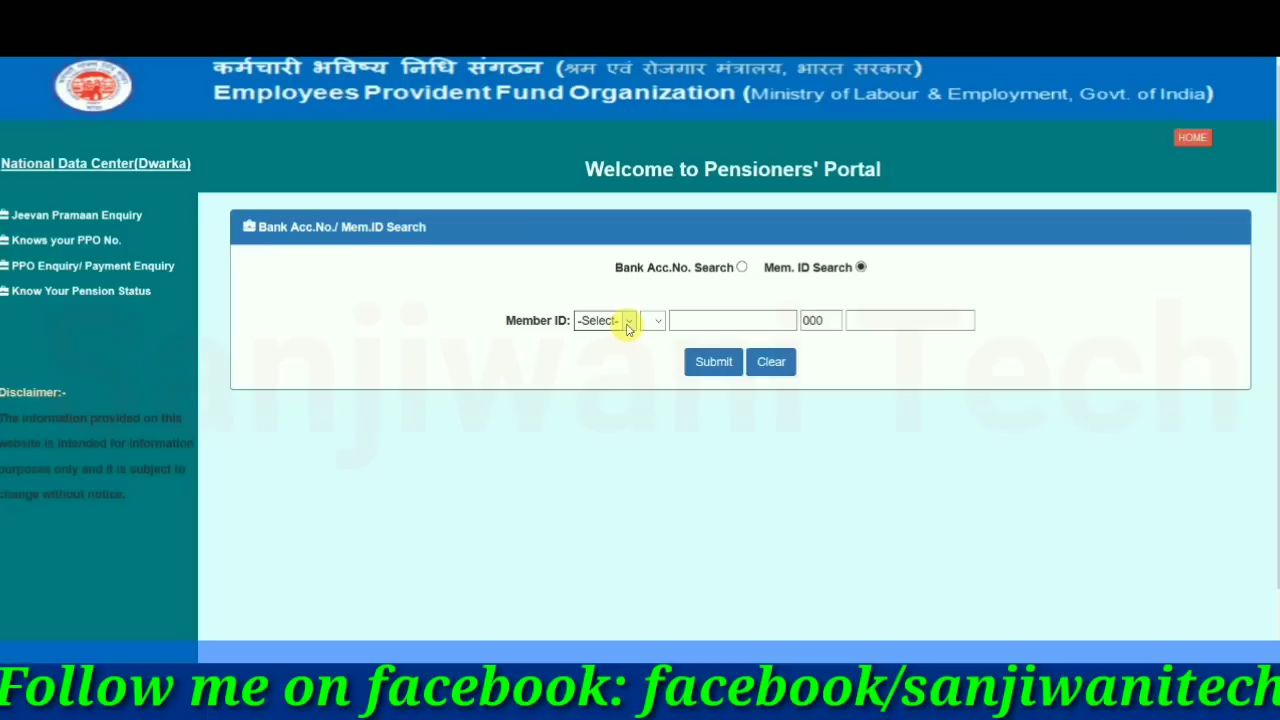 कर्मचारी भविष्य निधि संगठन (श्रम एवं रोजगार मंत्रालय, भारत सरकार)
Employees Provident Fund Organization (Ministry of Labour & Employment, Govt. of India)
HOME
National Data Center(Dwarka)
Welcome to Pensioners' Portal
Jeevan Pramaan Enquiry
Knows your PPO No.
PPO Enquiry/ Payment Enquiry
Know Your Pension Status
Bank Acc.No./ Mem.ID Search
Bank Acc.No. Search Mem. ID Search
Member ID: -Select- 000
Submit Clear
Sanjiwani Tech
Disclaimer:-
The information provided on this
website is intended for information
purposes only and it is subject to
change without notice.
Follow me on facebook: facebook/sanjiwanitech